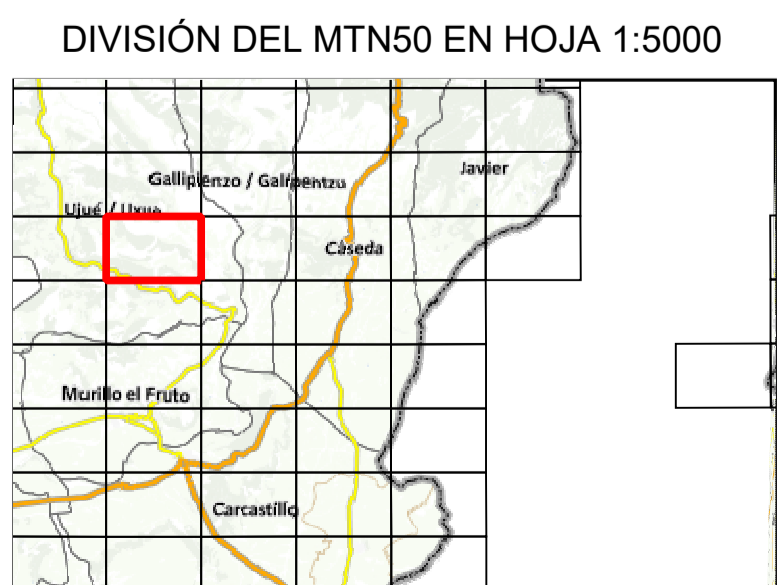 DIVISIÓN DEL MTN50 EN HOJA 1:5000
Javier
Gallipienzo / Galipentzu
Ujué / Uxue
Cáseda
Murillo el Fruto
Carcastillo